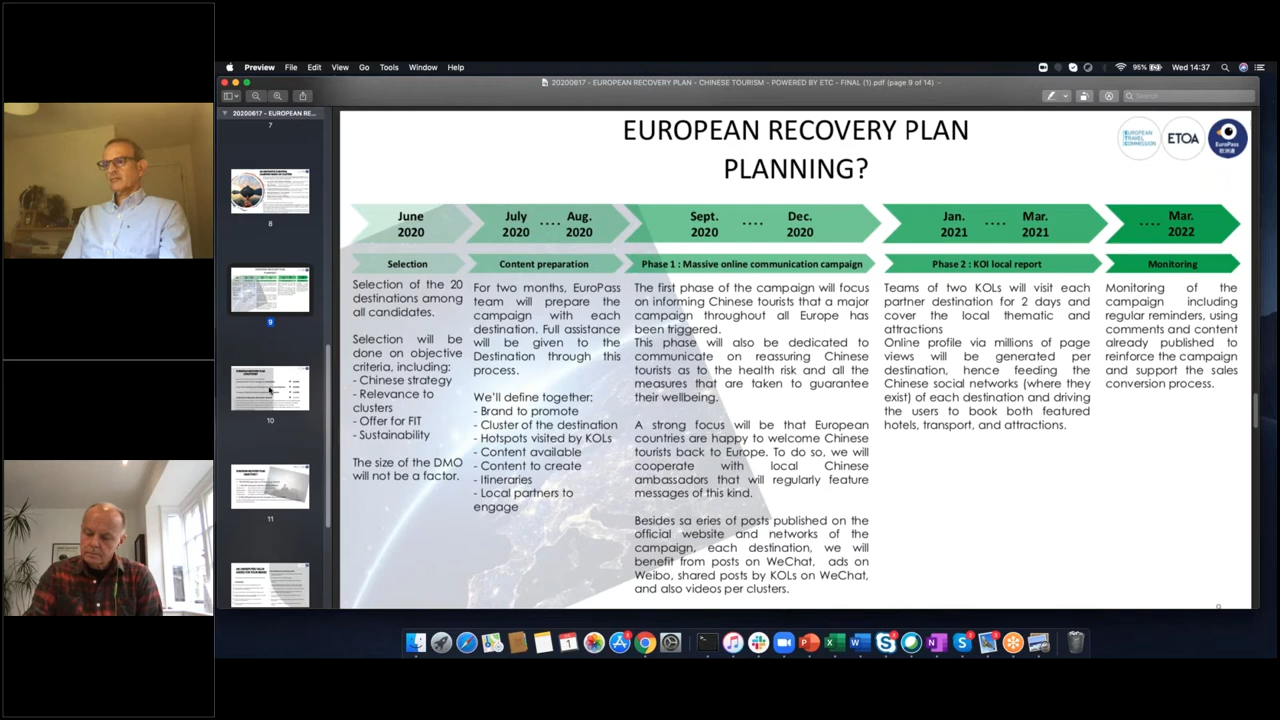 Preview File Edit View Go Tools Window Help
95% Wed 14:37
20200617 - EUROPEAN RECOVERY PLAN - CHINESE TOURISM - POWERED BY ETC - FINAL (1).pdf (page 9 of 14)
Search
20200617 - EUROPEAN RE...
7
8
9
10
11
EUROPEAN RECOVERY PLAN
PLANNING?
EUROPEAN
TRAVEL
COMMISSION
ETOA
EuroPass
欧洲通
June
2020
July .... Aug.
2020 2020
Sept. .... Dec.
2020 2020
Jan. .... Mar.
2021 2021
.... Mar.
2022
Selection
Content preparation
Phase 1 : Massive online communication campaign
Phase 2 : KOl local report
Monitoring
Selection of the 20
destinations among
all candidates.
Selection will be
done on objective
criteria, including:
- Chinese strategy
- Relevance to
clusters
- Offer for FIT
- Sustainability
The size of the DMO
will not be a factor.
For two months, EuroPass
team will prepare the
campaign with each
destination. Full assistance
will be given to the
Destination through this
process.
We'll define together:
- Brand to promote
- Cluster of the destination
- Hotspots visited by KOLs
- Content available
- Content to create
- Itineraries
- Local partners to
engage
The first phase of the campaign will focus
on informing Chinese tourists that a major
campaign throughout all Europe has
been triggered.
This phase will also be dedicated to
communicate on reassuring Chinese
tourists as to the health risk and all the
measures that are taken to guarantee
their wellbeing.
A strong focus will be that European
countries are happy to welcome Chinese
tourists back to Europe. To do so, we will
cooperate with local Chinese
ambassadors that will regularly feature
messages of this kind.
Besides sa eries of posts published on the
official website and networks of the
campaign each destination, we will
benefit from posts on WeChat, ads on
Weibo, shared posts by KOLs on WeChat,
and also videos per clusters.
Teams of two KOLs will visit each
partner destination for 2 days and
cover the local thematic and
attractions
Online profile via millions of page
views will be generated per
destination, hence feeding the
Chinese social networks (where they
exist) of each destination and driving
the users to book both featured
hotels, transport, and attractions.
Monitoring of the
campaign including
regular reminders, using
comments and content
already published to
reinforce the campaign
and support the sales
conversion process.
9